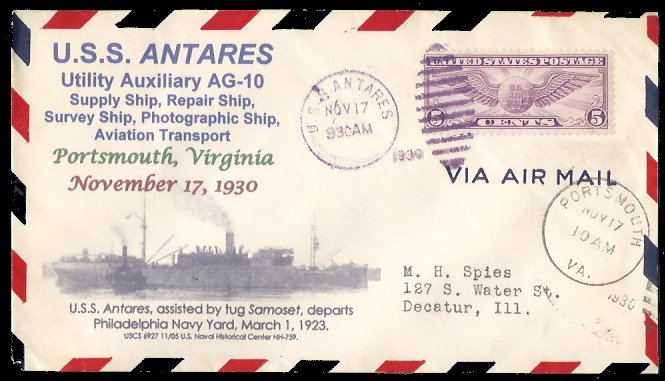 U.S.S. ANTARES
Utility Auxiliary AG-10
Supply Ship, Repair Ship,
Survey Ship, Photographic Ship,
Aviation Transport
Portsmouth, Virginia
November 17, 1930
U.S.S. Antares, assisted by tug Samoset, departs
Philadelphia Navy Yard, March 1, 1923.
USCS 6927 11/05 U.S. Naval Historical Center NH-759.
U.S.S. ANTARES
NOV 17
830AM
1930
UNITED STATES POSTAGE
U.S.
AIR
MAIL
5 CENTS 5
VIA AIR MAIL
PORTSMOUTH
NOV 17
10 AM
VA.
1930
M. H. Spies
127 S. Water St.
Decatur, Ill.